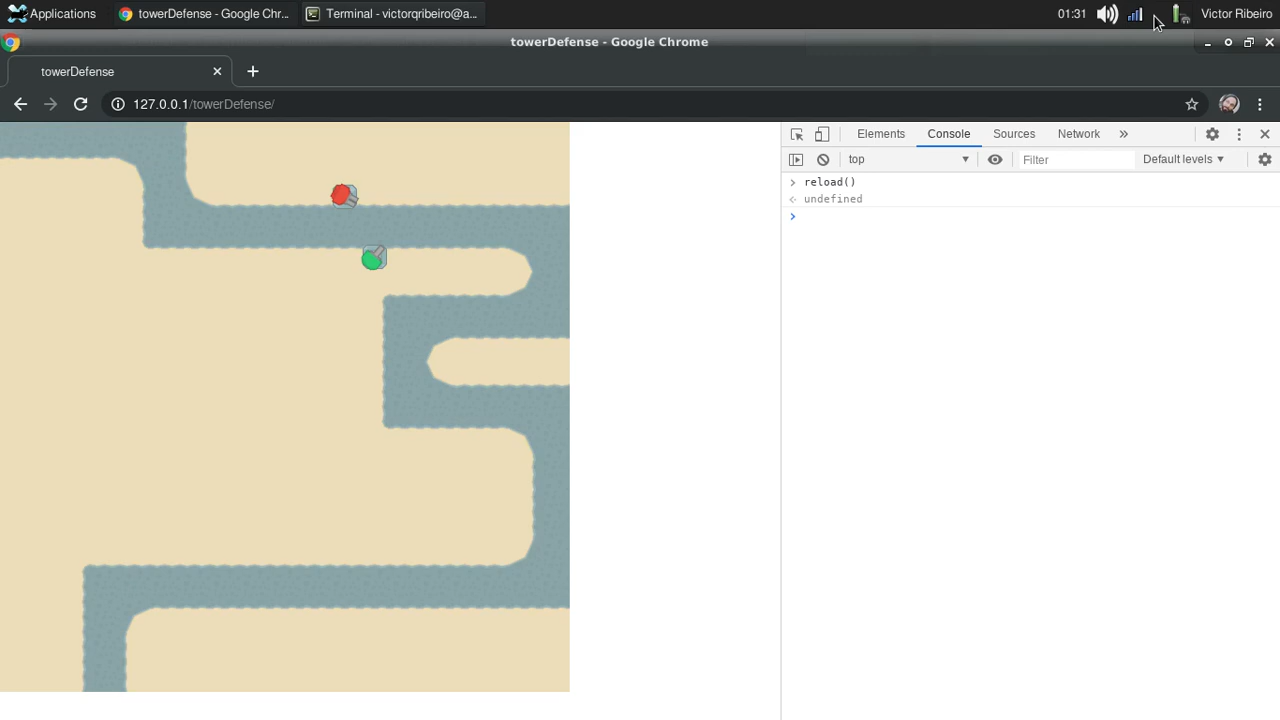 Applications towerDefense - Google Chr... Terminal - victorqribeiro@a... 01:31 Victor Ribeiro
towerDefense - Google Chrome
towerDefense
127.0.0.1/towerDefense/
Elements Console Sources Network
top Filter Default levels
reload()
undefined